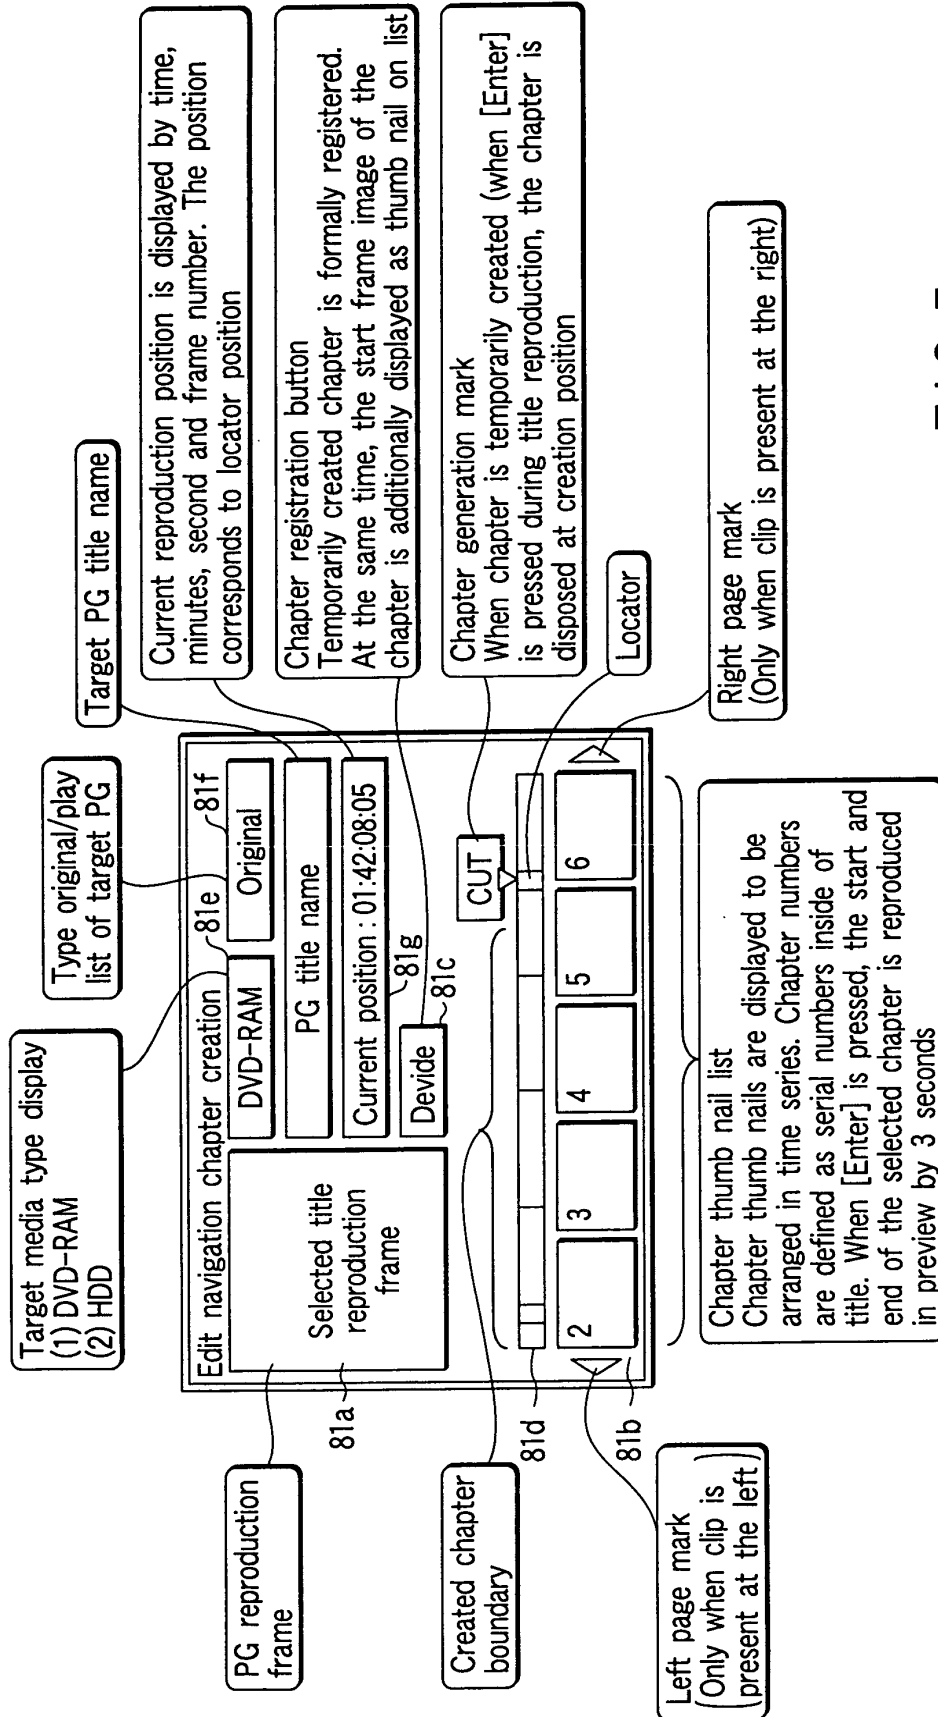 Target media type display
(1) DVD-RAM
(2) HDD
Type original/play
list of target PG
Target PG title name
Current reproduction position is displayed by time,
minutes, second and frame number. The position
corresponds to locator position
Chapter registration button
Temporarily created chapter is formally registered.
At the same time, the start frame image of the
chapter is additionally displayed as thumb nail on list
Chapter generation mark
When chapter is temporarily created (when [Enter]
is pressed during title reproduction, the chapter is
disposed at creation position
Locator
Right page mark
(Only when clip is present at the right)
PG reproduction
frame
Created chapter
boundary
Left page mark
(Only when clip is
present at the left)
81e
81f
Edit navigation chapter creation
DVD-RAM
Original
PG title name
Current position : 01:42:08:05
81g
Devide
81c
Selected title
reproduction
frame
81a
CUT
81d
2
3
4
5
6
81b
Chapter thumb nail list
Chapter thumb nails are displayed to be
arranged in time series. Chapter numbers
are defined as serial numbers inside of
title. When [Enter] is pressed, the start and
end of the selected chapter is reproduced
in preview by 3 seconds